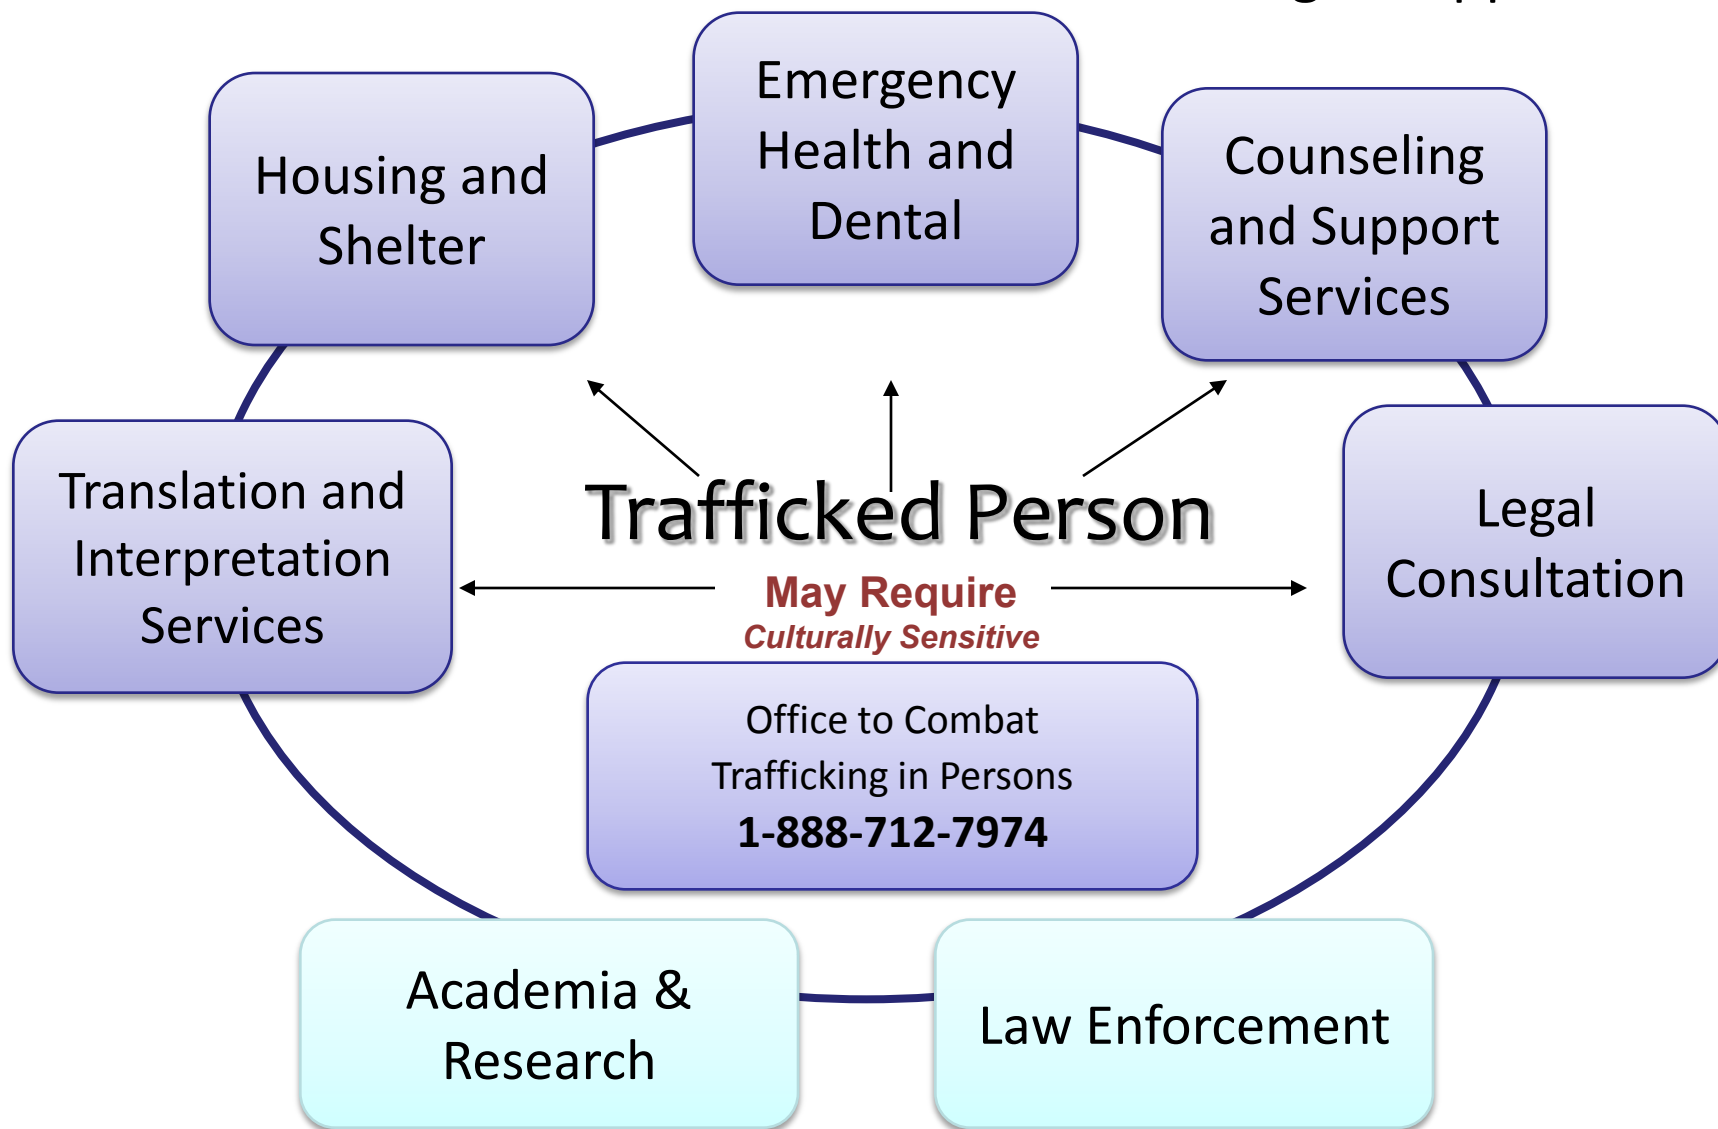 Emergency
Health and
Dental
Housing and
Shelter
Counseling
and Support
Services
Translation and
Interpretation
Services
Trafficked Person
May Require
Culturally Sensitive
Legal
Consultation
Office to Combat
Trafficking in Persons
1-888-712-7974
Academia &
Research
Law Enforcement